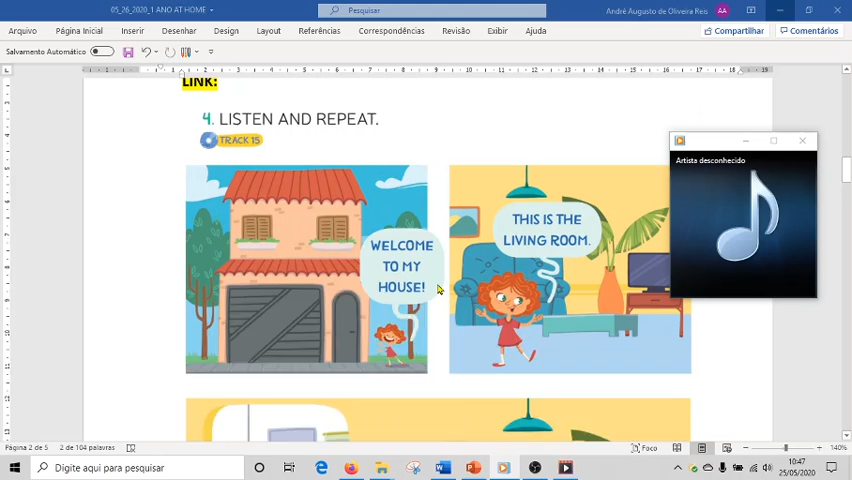 05_26_2020_1 ANO AT HOME
Pesquisar
André Augusto de Oliveira Reis
AA
Arquivo Página Inicial Inserir Desenhar Design Layout Referências Correspondências Revisão Exibir Ajuda
Compartilhar Comentários
Salvamento Automático
LINK:
4. LISTEN AND REPEAT.
TRACK 15
WELCOME
TO MY
HOUSE!
THIS IS THE
LIVING ROOM.
Artista desconhecido
Página 2 de 5 2 de 104 palavras
Foco
140%
Digite aqui para pesquisar
10:47
25/05/2020